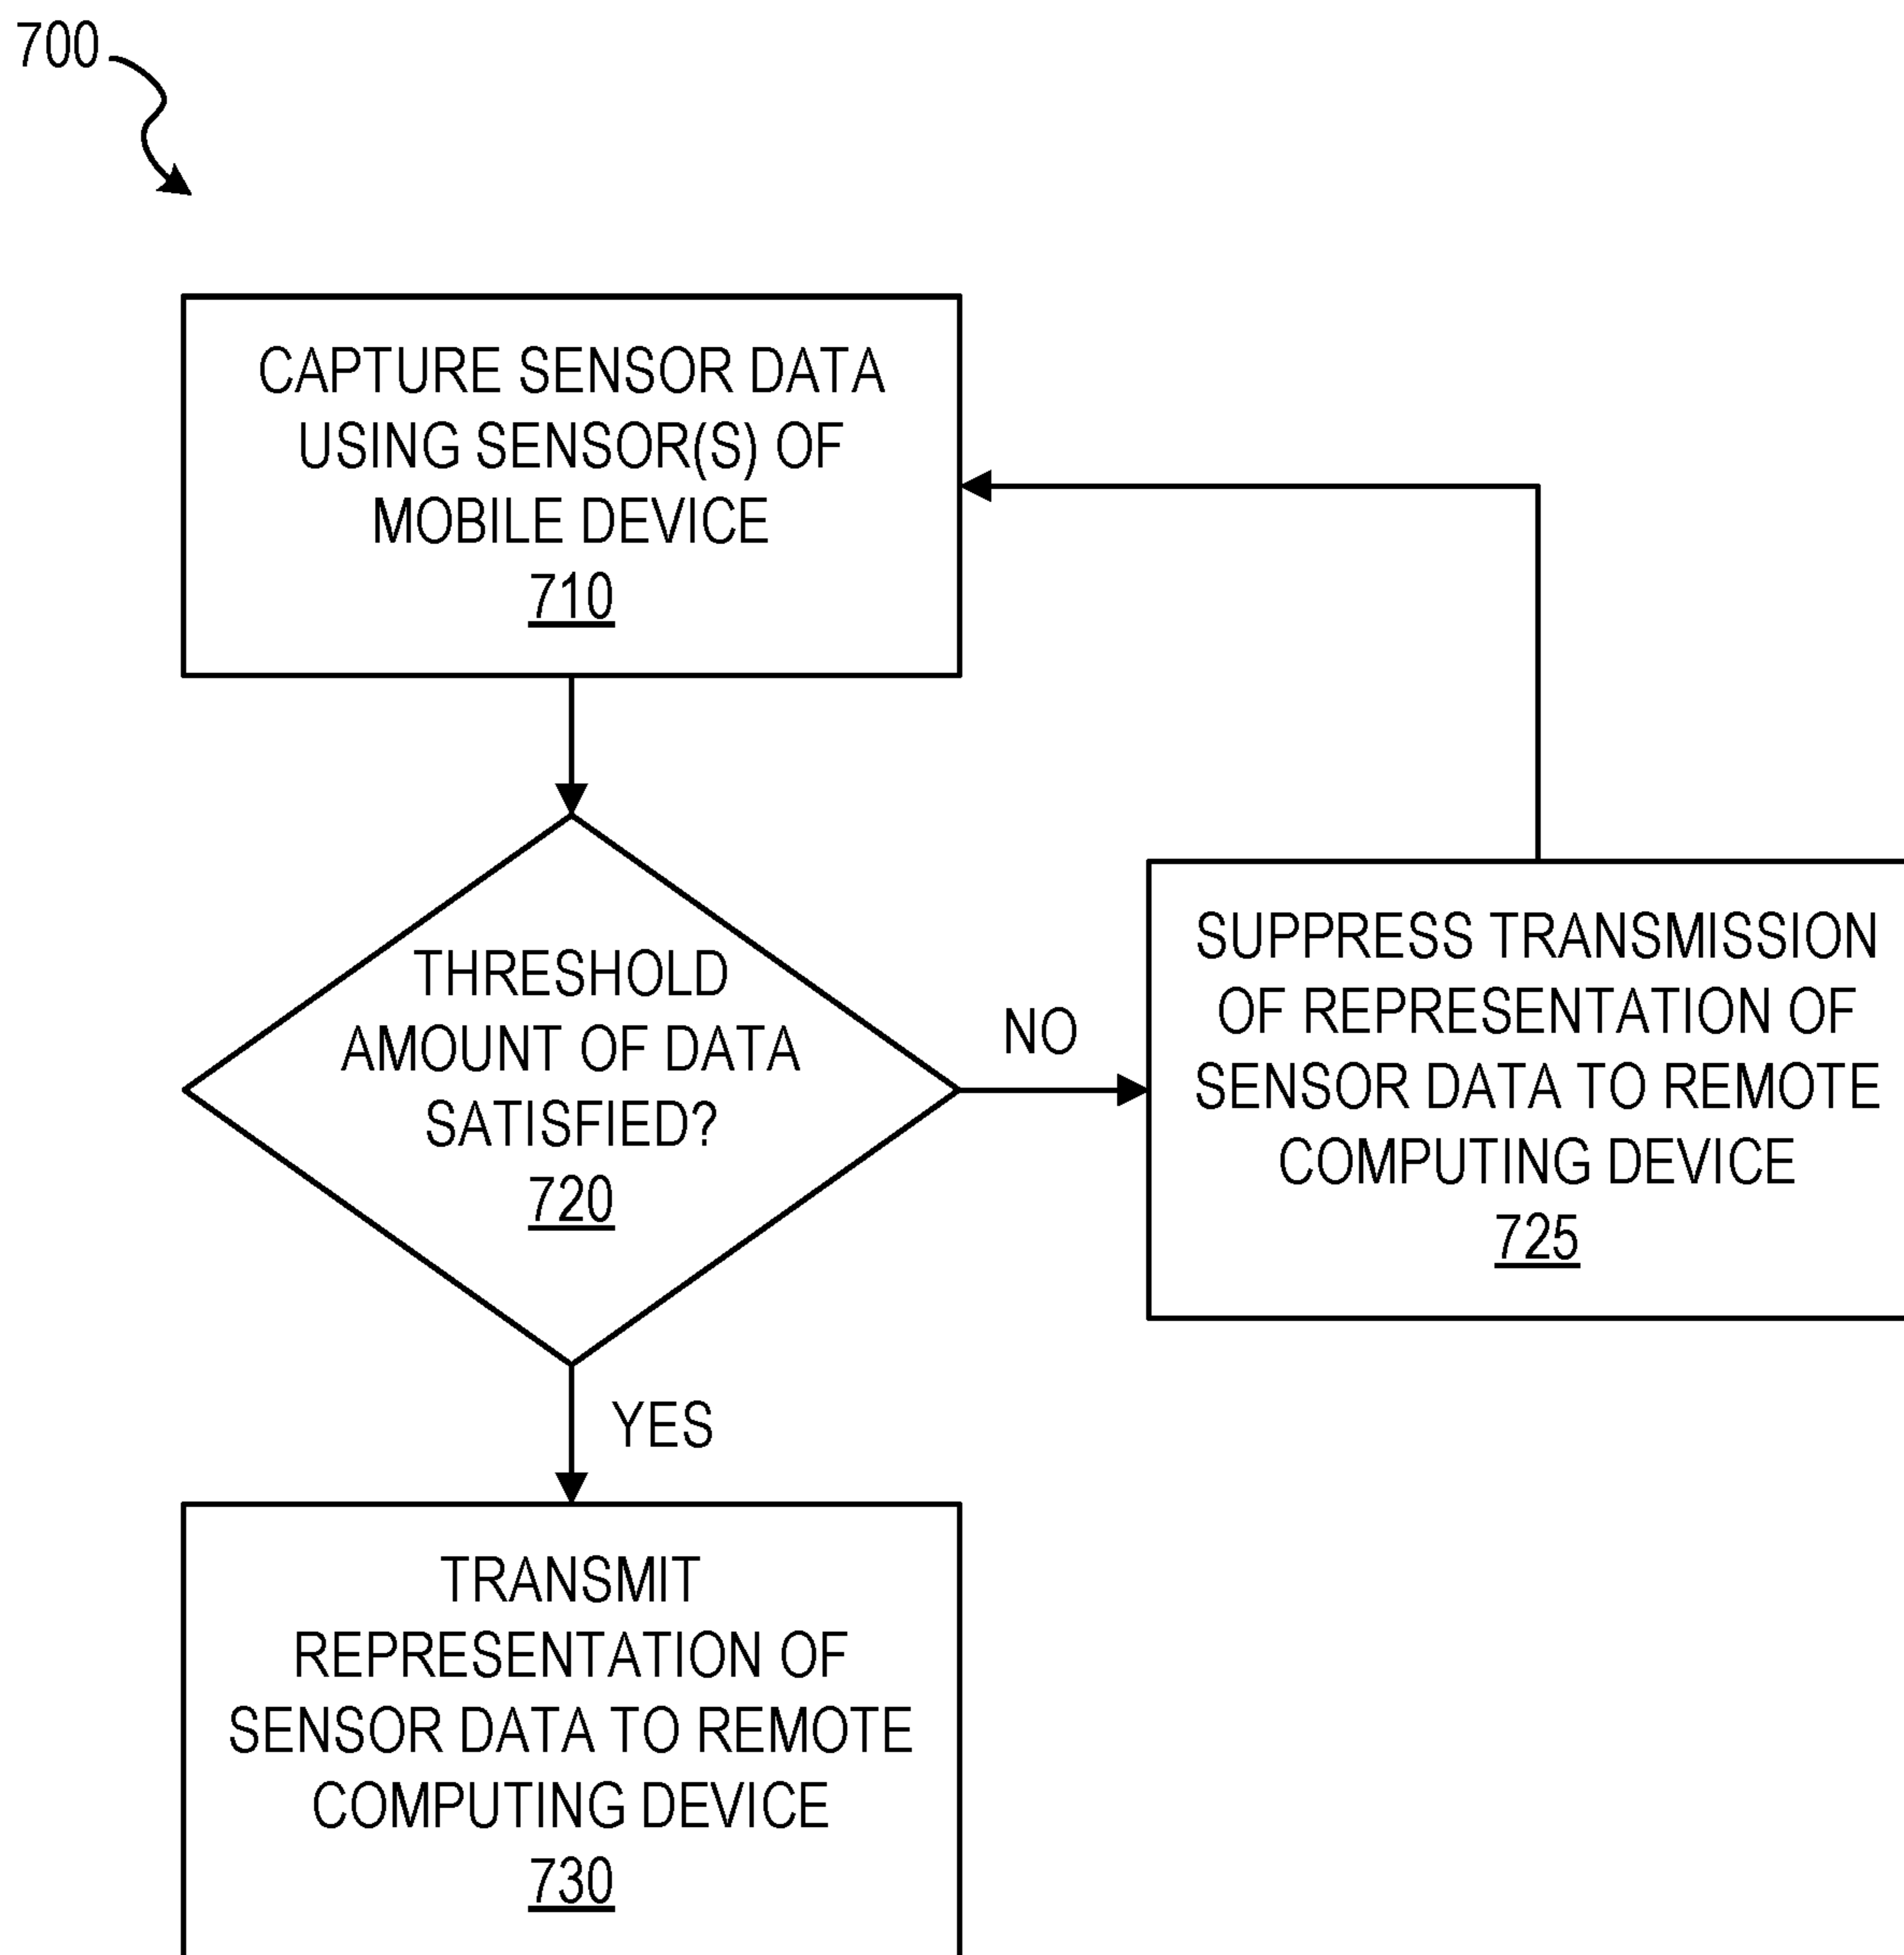 700
CAPTURE SENSOR DATA
USING SENSOR(S) OF
MOBILE DEVICE
710
THRESHOLD
AMOUNT OF DATA
SATISFIED?
720
NO
SUPPRESS TRANSMISSION
OF REPRESENTATION OF
SENSOR DATA TO REMOTE
COMPUTING DEVICE
725
YES
TRANSMIT
REPRESENTATION OF
SENSOR DATA TO REMOTE
COMPUTING DEVICE
730